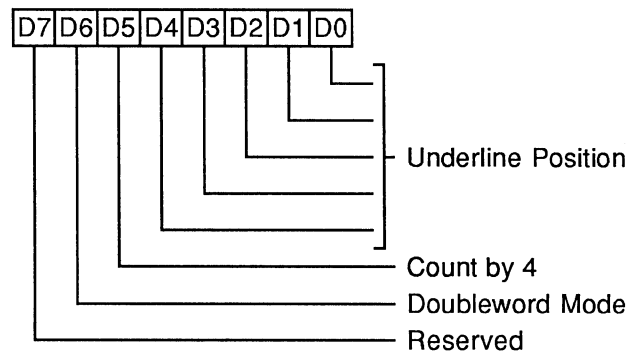 D7 D6 D5 D4 D3 D2 D1 D0
Underline Position
Count by 4
Doubleword Mode
Reserved